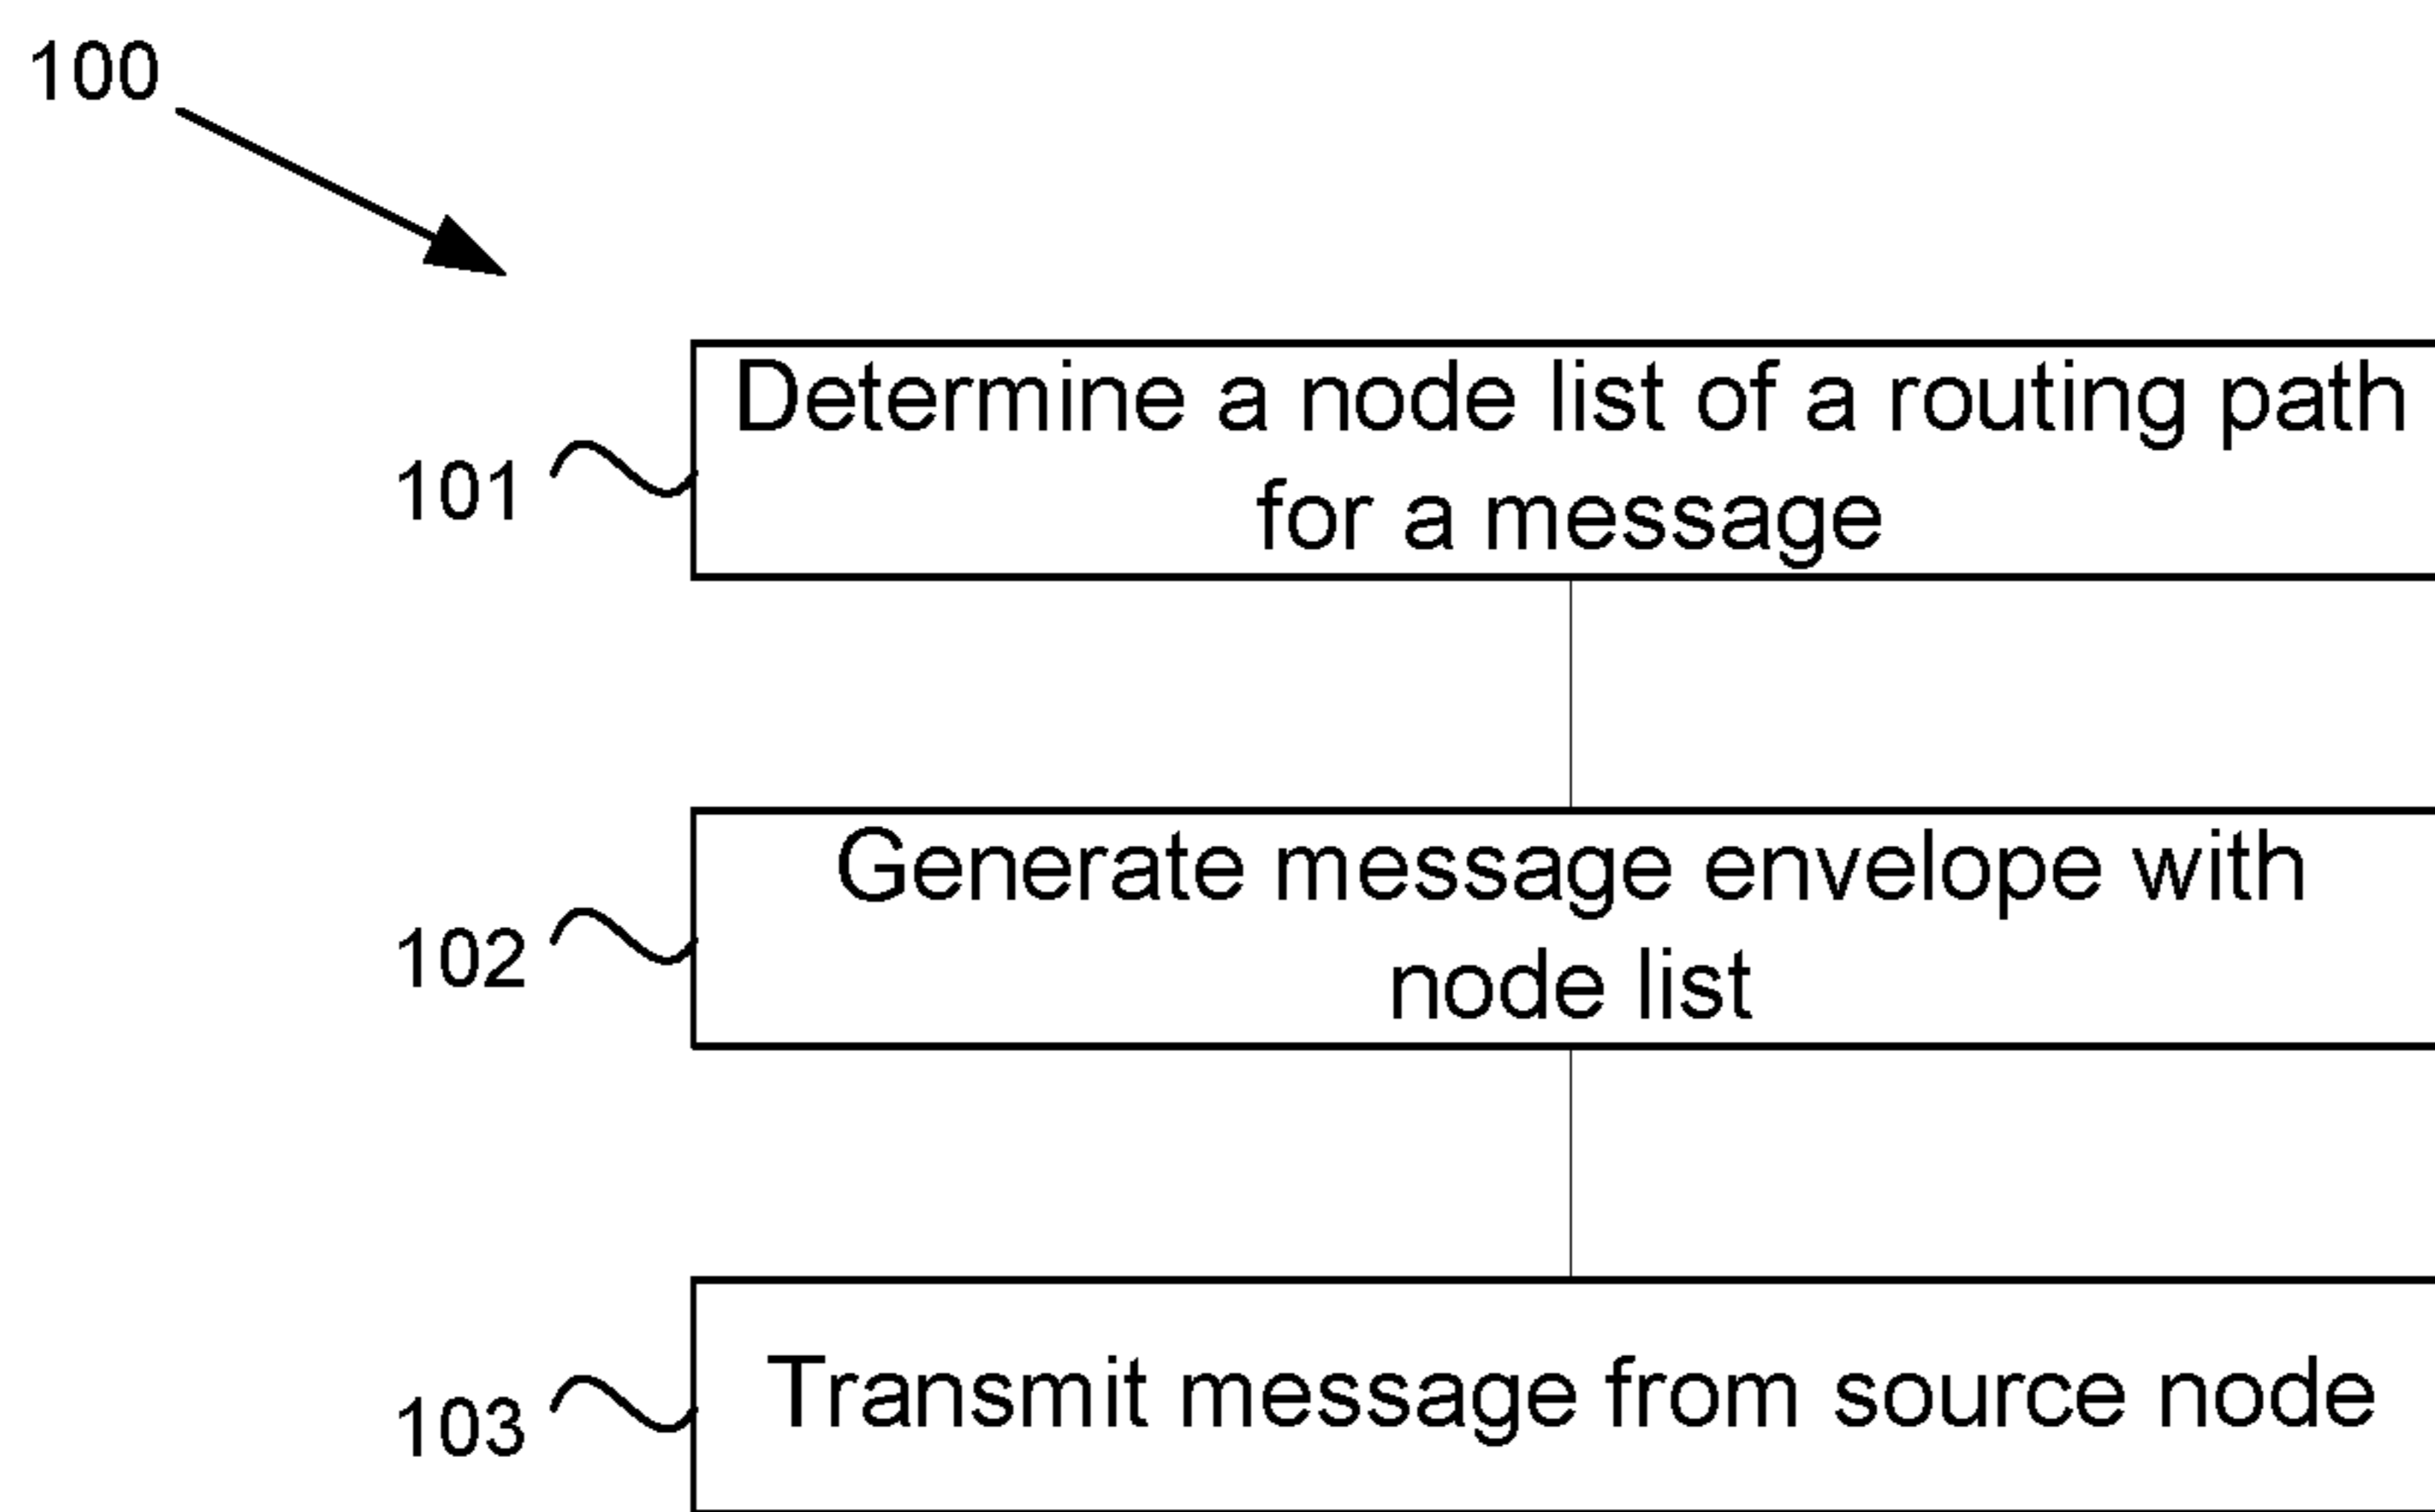 100
Determine a node list of a routing path
for a message
101
Generate message envelope with
node list
102
Transmit message from source node
103